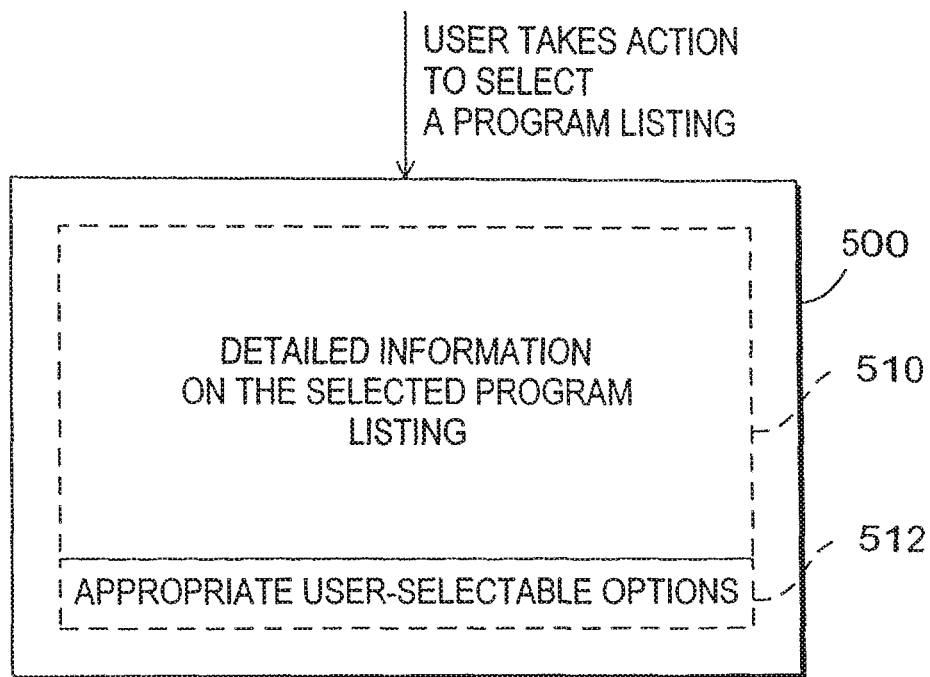 USER TAKES ACTION
TO SELECT
A PROGRAM LISTING
500
DETAILED INFORMATION
ON THE SELECTED PROGRAM
LISTING
510
APPROPRIATE USER-SELECTABLE OPTIONS
512